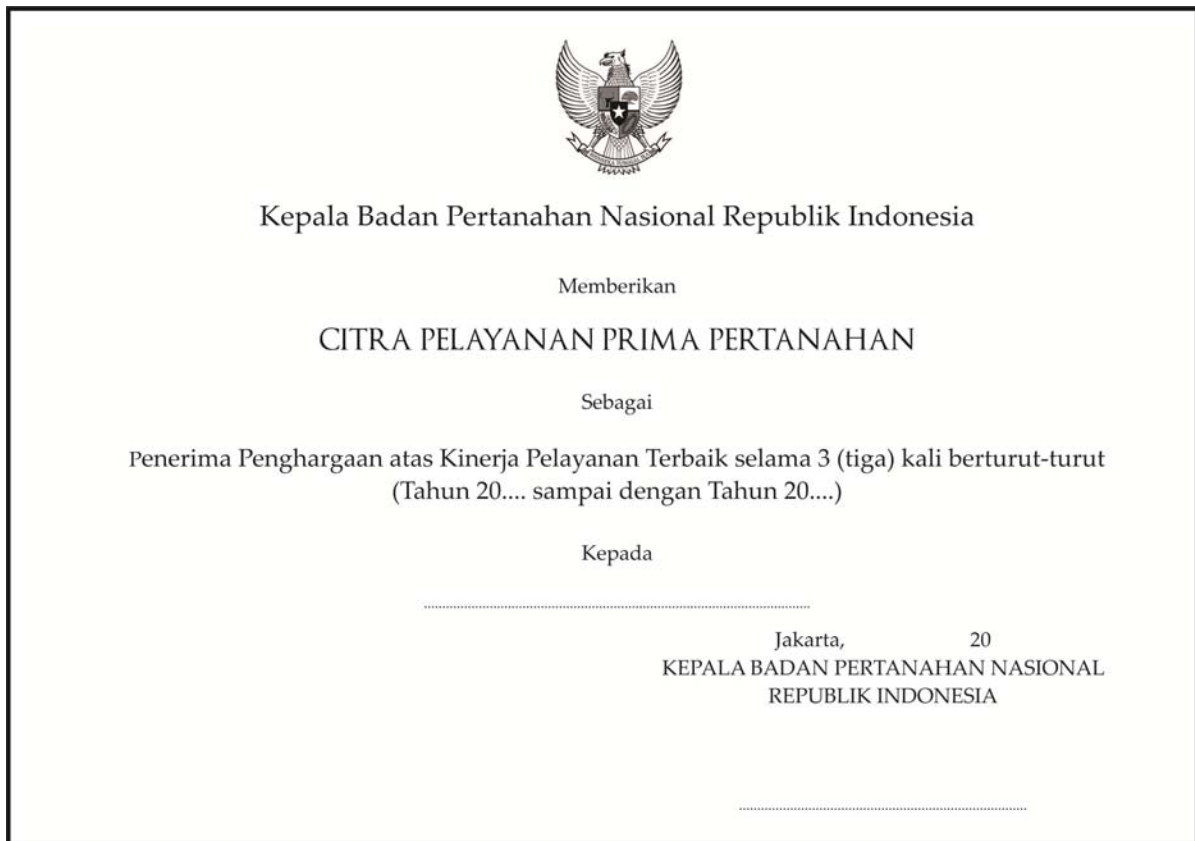 Kepala Badan Pertanahan Nasional Republik Indonesia
Memberikan
CITRA PELAYANAN PRIMA PERTANAHAN
Sebagai
Penerima Penghargaan atas Kinerja Pelayanan Terbaik selama 3 (tiga) kali berturut-turut
(Tahun 20.... sampai dengan Tahun 20....)
Kepada
Jakarta, 20
KEPALA BADAN PERTANAHAN NASIONAL
REPUBLIK INDONESIA